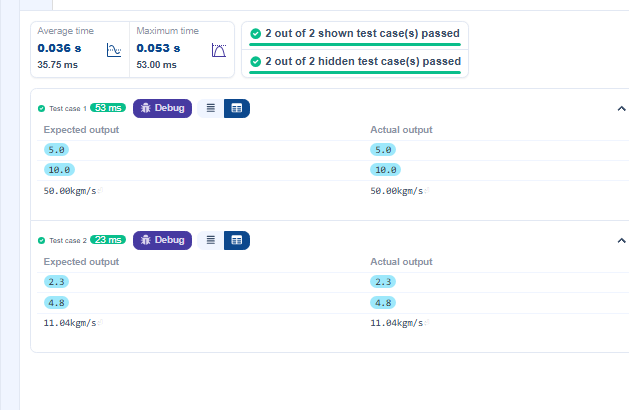 Average time
0.036 s
35.75 ms
Maximum time
0.053 s
53.00 ms
2 out of 2 shown test case(s) passed
2 out of 2 hidden test case(s) passed
Test case 1 53 ms Debug
Expected output Actual output
5.0 5.0
10.0 10.0
50.00kgm/s 50.00kgm/s
Test case 2 23 ms Debug
Expected output Actual output
2.3 2.3
4.8 4.8
11.04kgm/s 11.04kgm/s